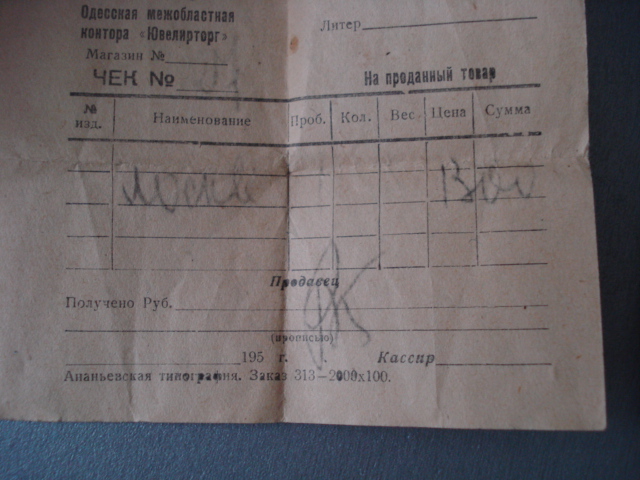 Одесская межобластная
контора «Ювелирторг»
Литер
Магазин №
ЧЕК №
На проданный товар
№ изд. Наименование Проб. Кол. Вес Цена Сумма
Продавец
Получено Руб.
(прописью)
195 г. Кассир
Ананьевская типография. Заказ 313—2000х100.